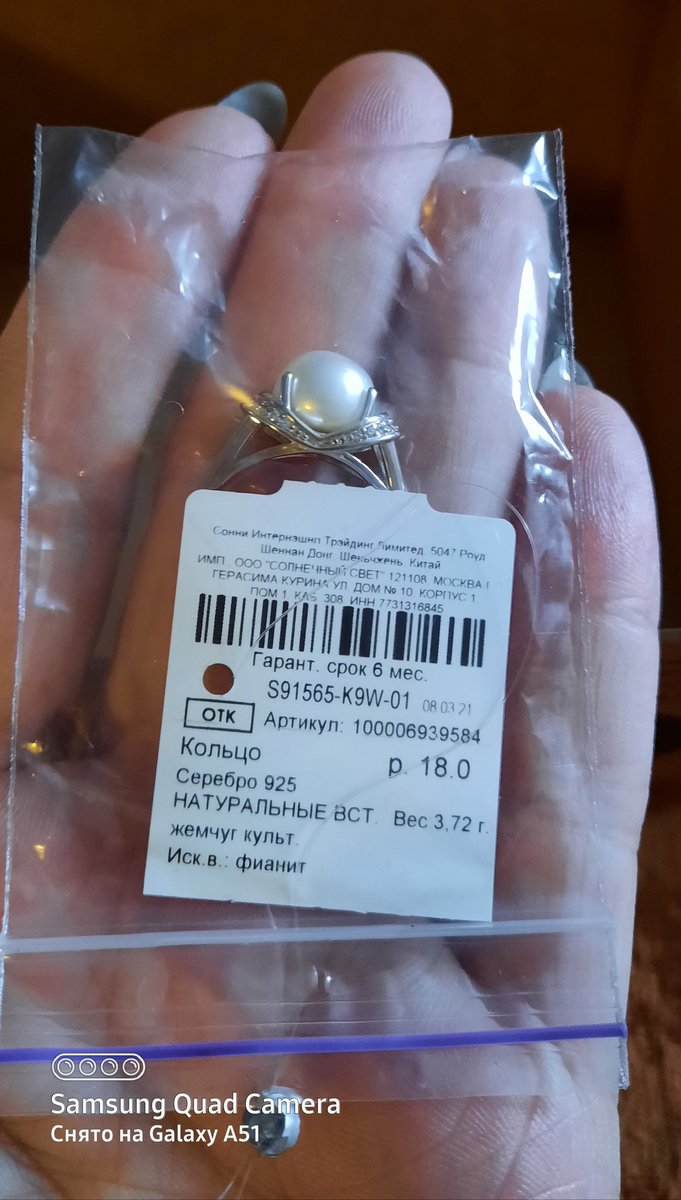 Сонни Интернэшнл Трэйдинг Лимитед. 5047 Роуд
Шеннан Донг. Шеньчжень. Китай
ИМП.: ООО "СОЛНЕЧНЫЙ СВЕТ" 121108. МОСКВА Г.
ГЕРАСИМА КУРИНА УЛ. ДОМ № 10. КОРПУС 1.
ПОМ 1. КАБ. 308. ИНН 7731316845
Гарант. срок 6 мес.
S91565-K9W-01 08.03.21
ОТК Артикул: 100006939584
Кольцо р. 18.0
Серебро 925
НАТУРАЛЬНЫЕ ВСТ. Вес 3,72 г.
жемчуг культ.
Иск.в.: фианит
Samsung Quad Camera
Снято на Galaxy A51